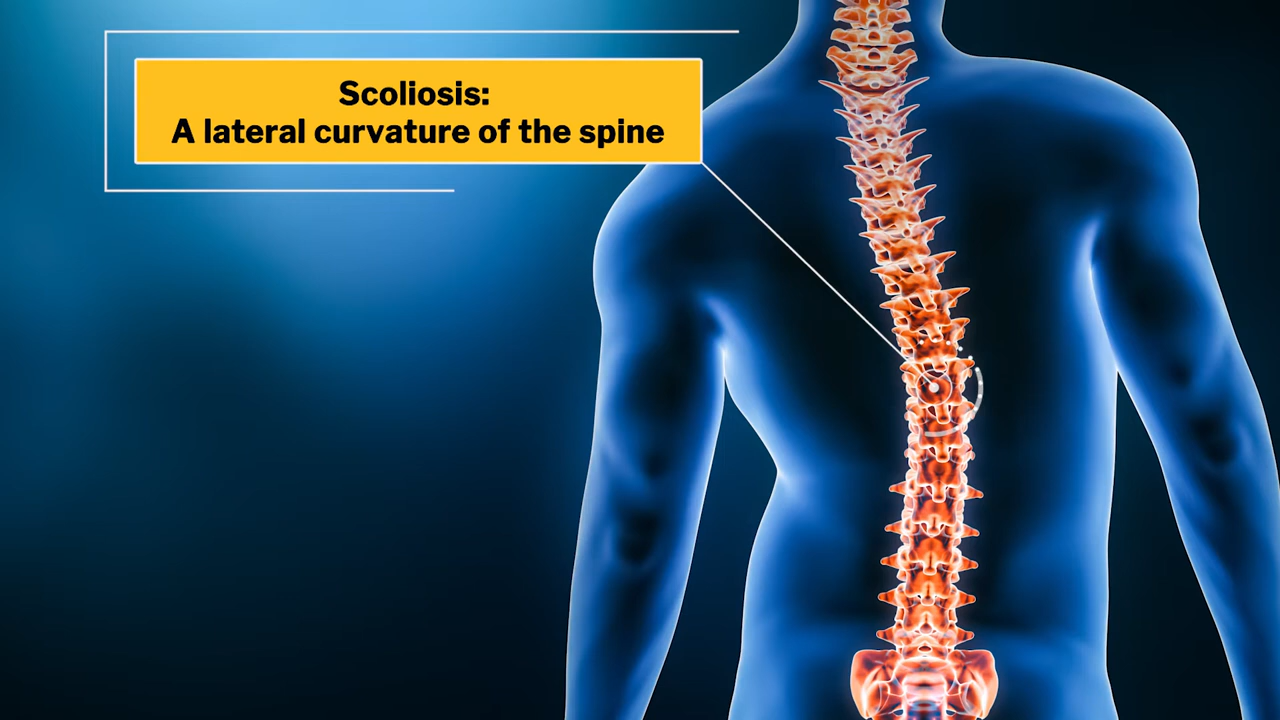 Scoliosis:
A lateral curvature of the spine